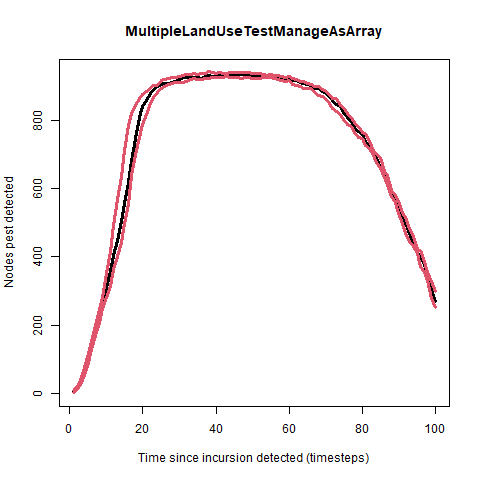 MultipleLandUseTestManageAsArray
Nodes pest detected
800
600
400
200
0
0 20 40 60 80 100
Time since incursion detected (timesteps)